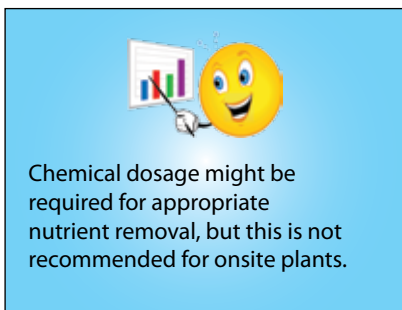 Chemical dosage might be
required for appropriate
nutrient removal, but this is not
recommended for onsite plants.